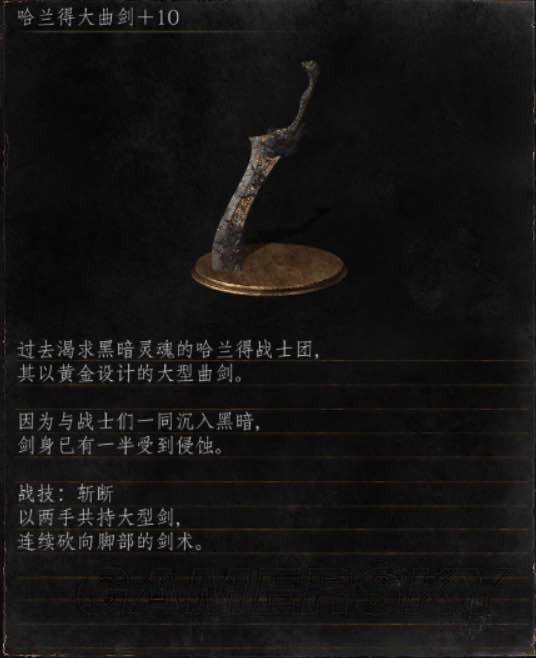 哈兰得大曲剑+10
过去渴求黑暗灵魂的哈兰得战士团，
其以黄金设计的大型曲剑。
因为与战士们一同沉入黑暗，
剑身已有一半受到侵蚀。
战技：斩断
以两手共持大型剑，
连续砍向脚部的剑术。
GAMERSKY